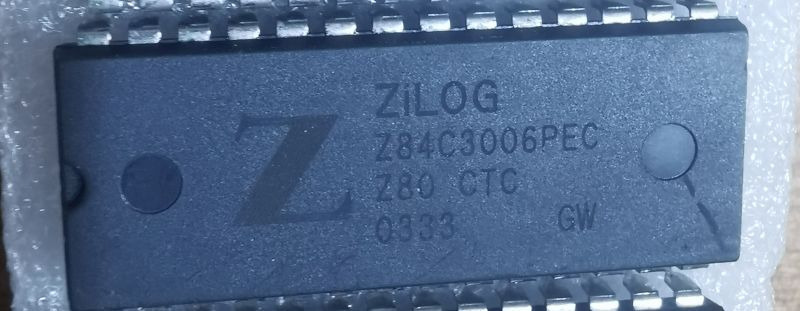 Z
ZiLOG
Z84C3006PEC
Z80 CTC
0333 GW